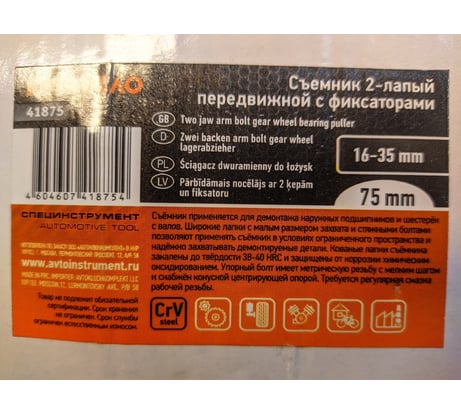 41875
Съемник 2-лапый
передвижной с фиксаторами
GB Two jaw arm bolt gear wheel bearing puller
D Zwei backen arm bolt gear wheel
lagerabzieher
PL Ściągacz dwuramienny do łożysk
LV Pārbīdāmais nocēlājs ar 2 ķepām
un fiksatoru
16-35 mm
75 mm
4 604607 418754
СПЕЦИНСТРУМЕНТ
AUTOMOTIVE TOOL
www.avtoinstrument.ru
Товар не подлежит обязательной
сертификации. Срок хранения не
ограничен. Срок службы
ограничен естественным износом.
Съёмник применяется для демонтажа наружных подшипников и шестерён
с валов. Широкие лапки с малым размером захвата и стянутыми болтами
позволяют применять съёмник в условиях ограниченного пространства и
надёжно захватывать демонтируемые детали. Кованые лапки съёмника
закалены до твёрдости 38-40 HRC и защищены от коррозии химическим
оксидированием. Упорный болт имеет метрическую резьбу с мелким шагом
и снабжён конусной центрирующей опорой. Требуется регулярная смазка
рабочей резьбы.
CrV
steel